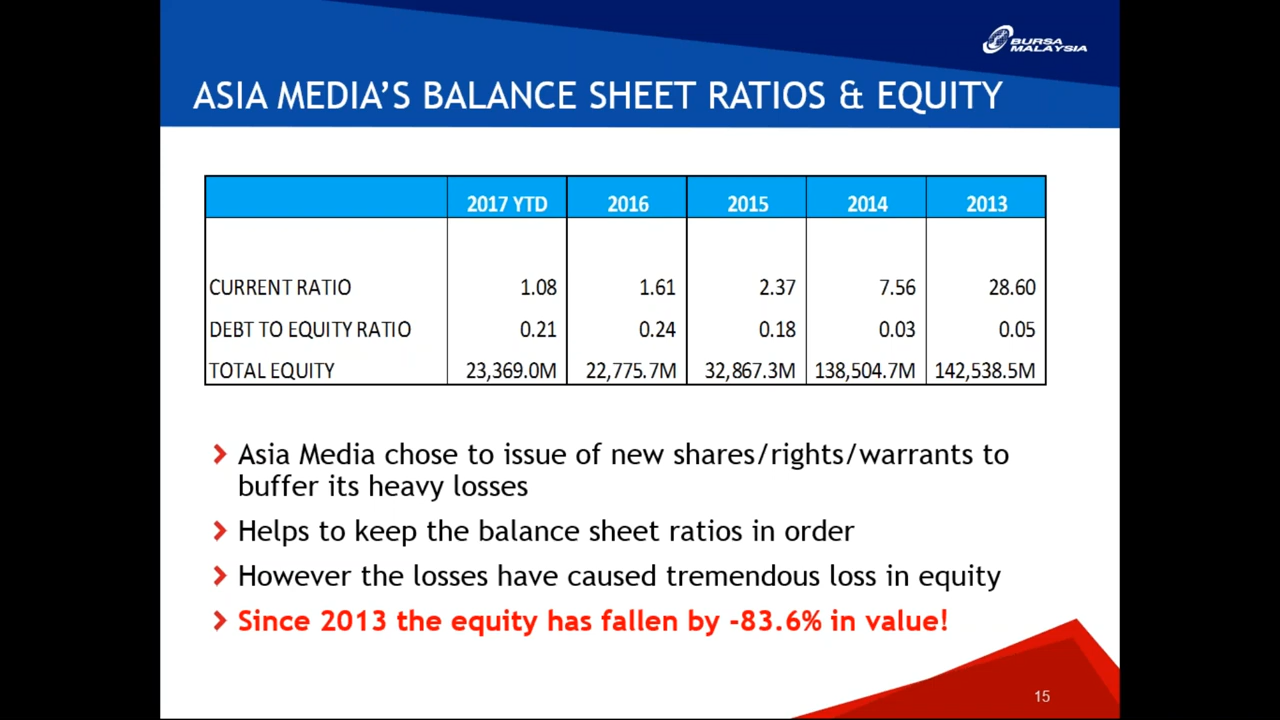 BURSA
MALAYSIA
ASIA MEDIA'S BALANCE SHEET RATIOS & EQUITY
2017 YTD 2016 2015 2014 2013
CURRENT RATIO 1.08 1.61 2.37 7.56 28.60
DEBT TO EQUITY RATIO 0.21 0.24 0.18 0.03 0.05
TOTAL EQUITY 23,369.0M 22,775.7M 32,867.3M 138,504.7M 142,538.5M
Asia Media chose to issue of new shares/rights/warrants to
buffer its heavy losses
Helps to keep the balance sheet ratios in order
However the losses have caused tremendous loss in equity
Since 2013 the equity has fallen by -83.6% in value!
15